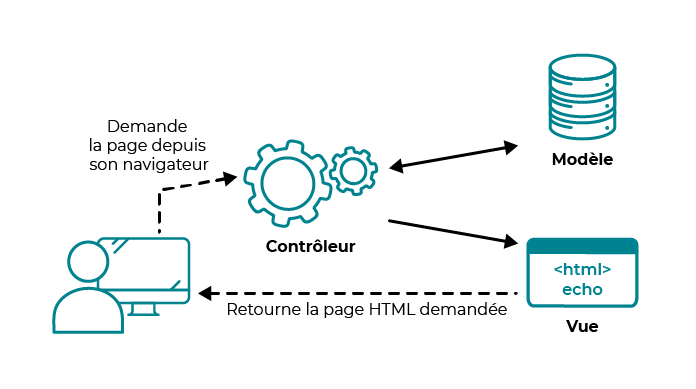 Demande
la page depuis
son navigateur
Modèle
Contrôleur
<html>
echo
Retourne la page HTML demandée
Vue